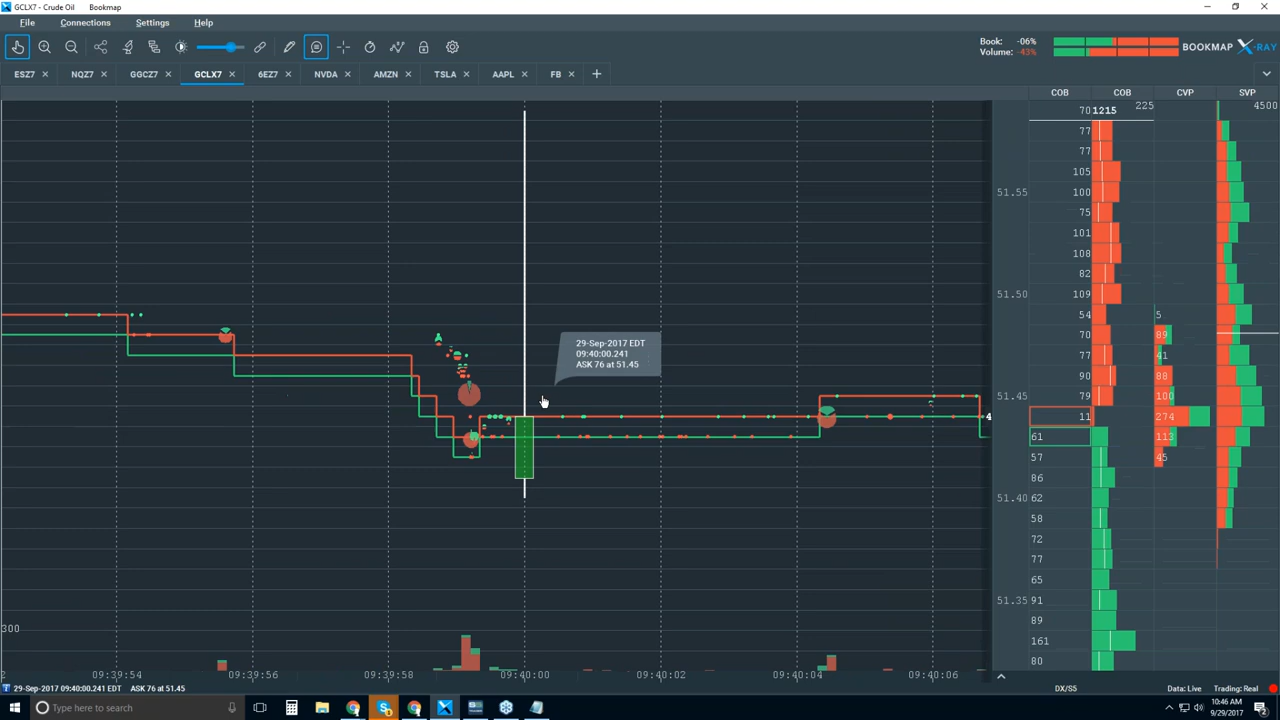 GCLX7 - Crude Oil Bookmap
File Connections Settings Help
Book: -06%
Volume: -43%
BOOKMAP X-RAY
ESZ7 NQZ7 GGCZ7 GCLX7 6EZ7 NVDA AMZN TSLA AAPL FB
COB COB CVP SVP
70 1215 225 4500
77
77
105
51.55 100
75
101
108
82
51.50 109
54 5
70 89
77 41
90 88
51.45 79 100
4 11 274
61 113
57 45
86
51.40 62
58
72
77
65
51.35 91
89
161
80
29-Sep-2017 EDT
09:40:00.241
ASK 76 at 51.45
300
2 09:39:54 09:39:56 09:39:58 09:40:00 09:40:02 09:40:04 09:40:06
29-Sep-2017 09:40:00.241 EDT ASK 76 at 51.45 DX/S5 Data: Live Trading: Real
Type here to search
10:46 AM
9/29/2017
2